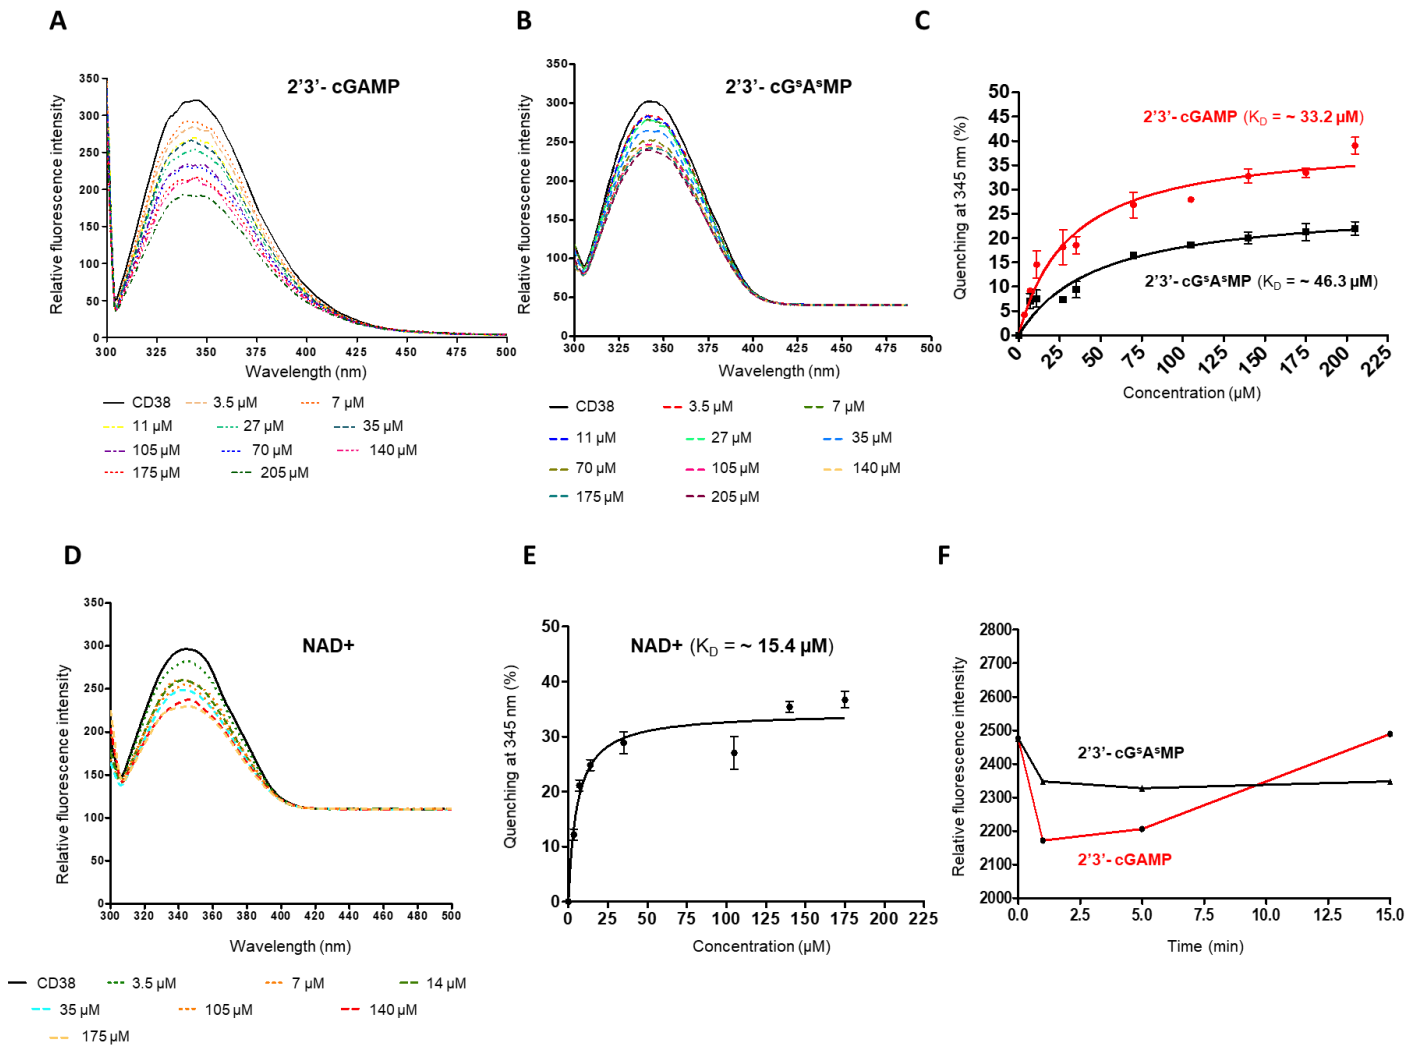 A
2'3'- cGAMP
Relative fluorescence intensity
350
300
250
200
150
100
50
0
300 325 350 375 400 425 450 475 500
Wavelength (nm)
CD38 3.5 µM 7 µM
11 µM 27 µM 35 µM
105 µM 70 µM 140 µM
175 µM 205 µM
B
2'3'- cGˢAˢMP
Relative fluorescence intensity
350
300
250
200
150
100
50
0
300 325 350 375 400 425 450 475 500
Wavelength (nm)
CD38 3.5 µM 7 µM
11 µM 27 µM 35 µM
70 µM 105 µM 140 µM
175 µM 205 µM
C
Quenching at 345 nm (%)
50
45
40
35
30
25
20
15
10
5
0
2'3'- cGAMP (KD = ~ 33.2 µM)
2'3'- cGˢAˢMP (KD = ~ 46.3 µM)
0 25 50 75 100 125 150 175 200 225
Concentration (µM)
D
NAD+
Relative fluorescence intensity
350
300
250
200
150
100
50
0
300 320 340 360 380 400 420 440 460 480 500
Wavelength (nm)
CD38 3.5 µM 7 µM 14 µM
35 µM 105 µM 140 µM
175 µM
E
NAD+ (KD = ~ 15.4 µM)
Quenching at 345 nm (%)
50
40
30
20
10
0
0 25 50 75 100 125 150 175 200 225
Concentration (µM)
F
Relative fluorescence intensity
2800
2700
2600
2500
2400
2300
2200
2100
2000
2'3'- cGˢAˢMP
2'3'- cGAMP
0.0 2.5 5.0 7.5 10.0 12.5 15.0
Time (min)